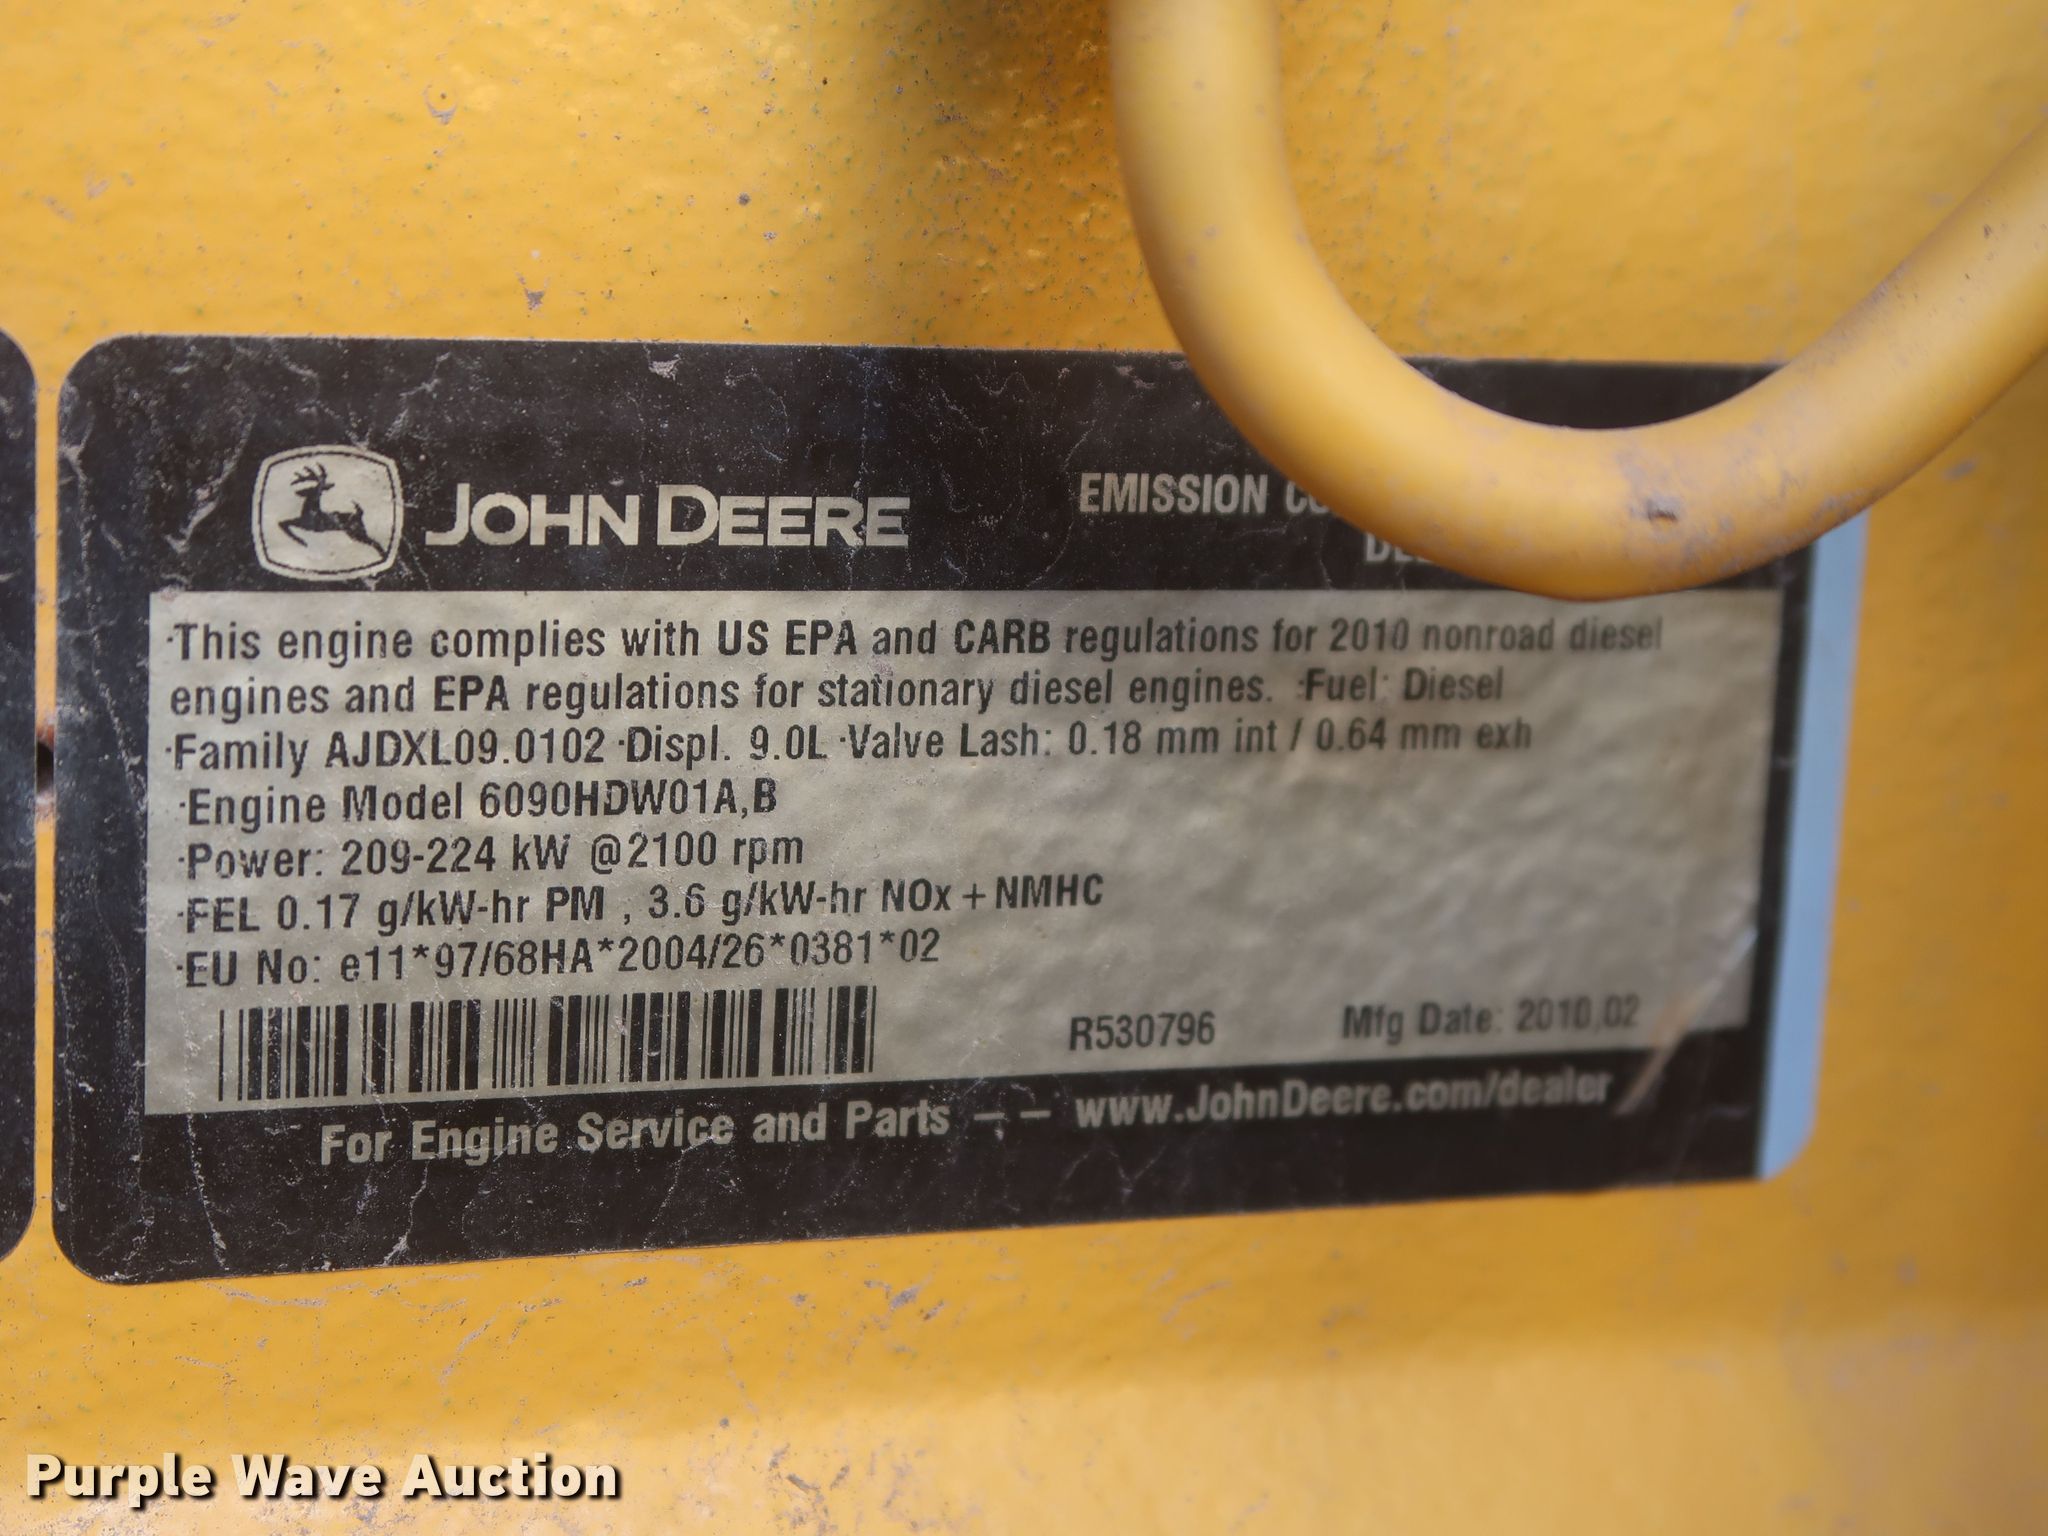 JOHN DEERE
EMISSION
·This engine complies with US EPA and CARB regulations for 2010 nonroad diesel
engines and EPA regulations for stationary diesel engines. ·Fuel: Diesel
·Family AJDXL09.0102 ·Displ. 9.0L ·Valve Lash: 0.18 mm int / 0.64 mm exh
·Engine Model 6090HDW01A,B
·Power: 209-224 kW @2100 rpm
·FEL 0.17 g/kW-hr PM , 3.6 g/kW-hr NOx + NMHC
·EU No: e11*97/68HA*2004/26*0381*02
R530796 Mfg Date: 2010,02
For Engine Service and Parts – – www.JohnDeere.com/dealer
Purple Wave Auction